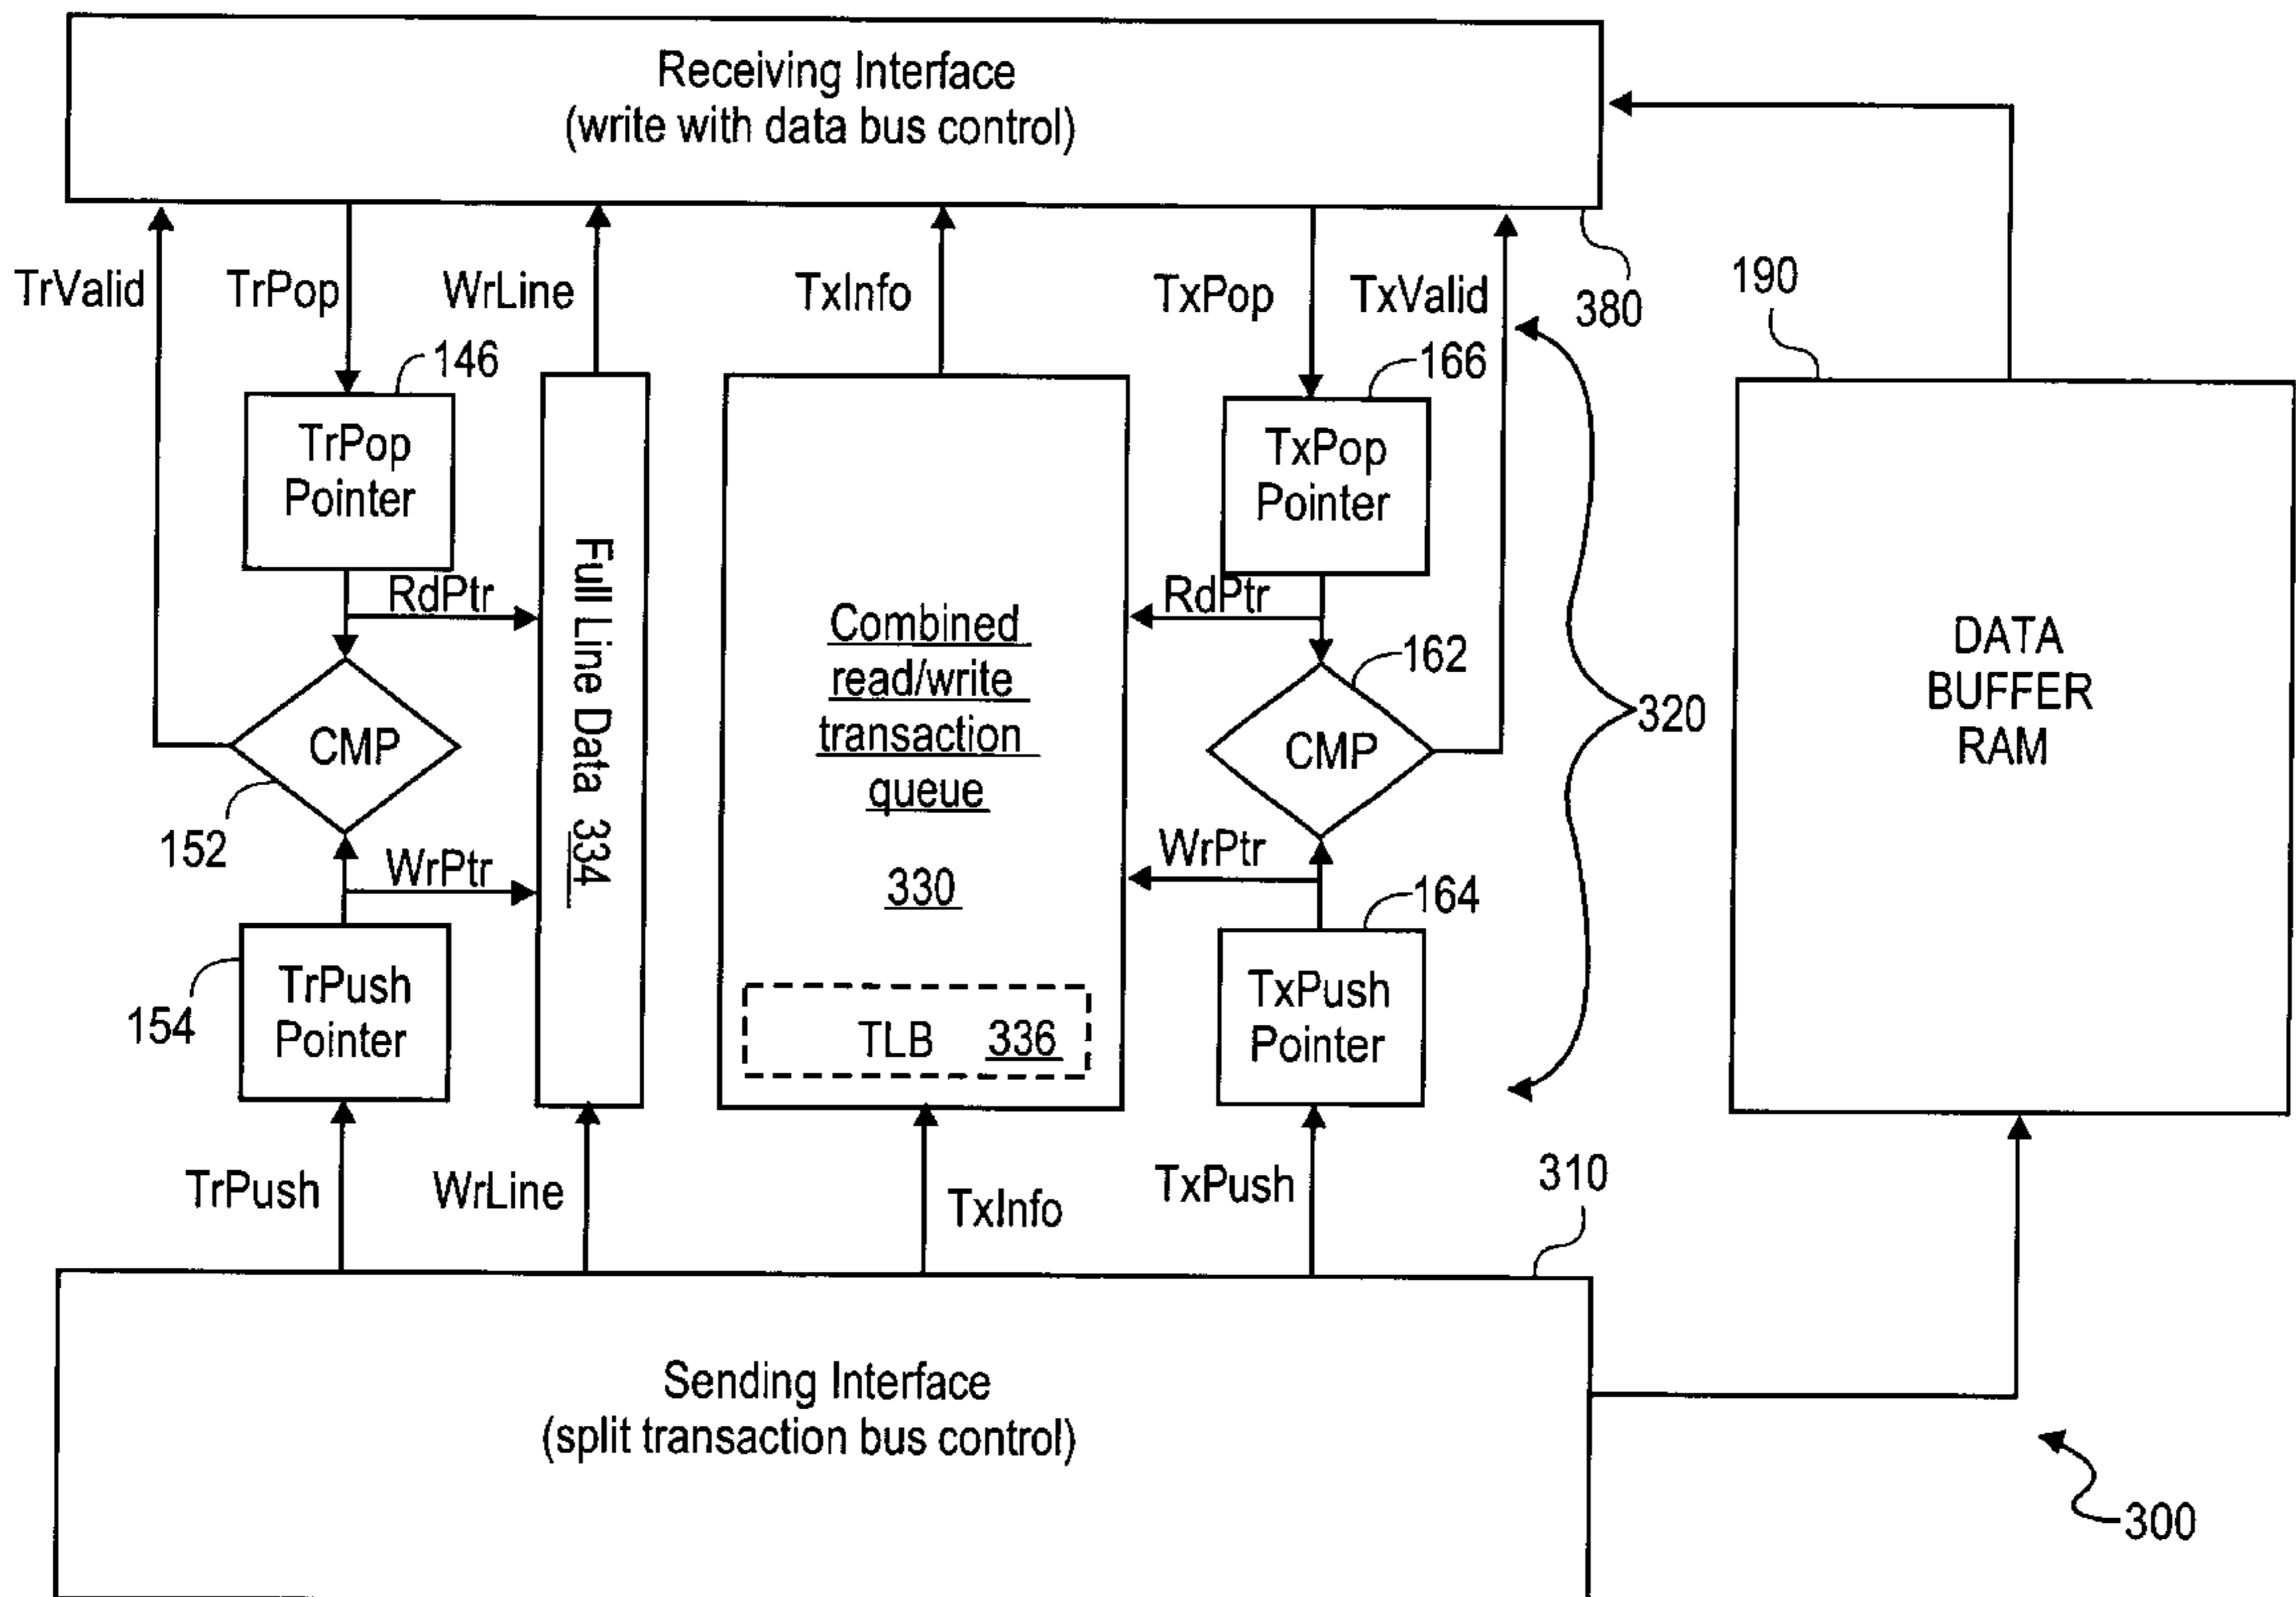 Receiving Interface
(write with data bus control)
TrValid
TrPop
WrLine
TxInfo
TxPop
TxValid
380
190
146
166
TrPop
Pointer
TxPop
Pointer
RdPtr
RdPtr
Full Line Data 334
Combined
read/write
transaction
queue
330
CMP
152
CMP
162
320
DATA
BUFFER
RAM
WrPtr
WrPtr
164
154
TrPush
Pointer
TLB 336
TxPush
Pointer
TrPush
WrLine
TxInfo
TxPush
310
Sending Interface
(split transaction bus control)
300